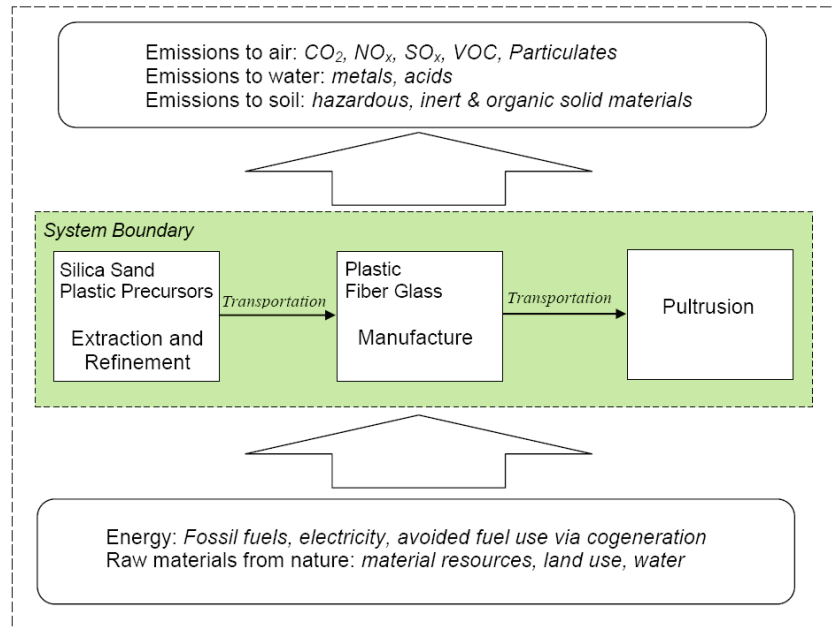 Emissions to air: CO2, NOx, SOx, VOC, Particulates
Emissions to water: metals, acids
Emissions to soil: hazardous, inert & organic solid materials
System Boundary
Silica Sand
Plastic Precursors
Extraction and
Refinement
Transportation
Plastic
Fiber Glass
Manufacture
Transportation
Pultrusion
Energy: Fossil fuels, electricity, avoided fuel use via cogeneration
Raw materials from nature: material resources, land use, water